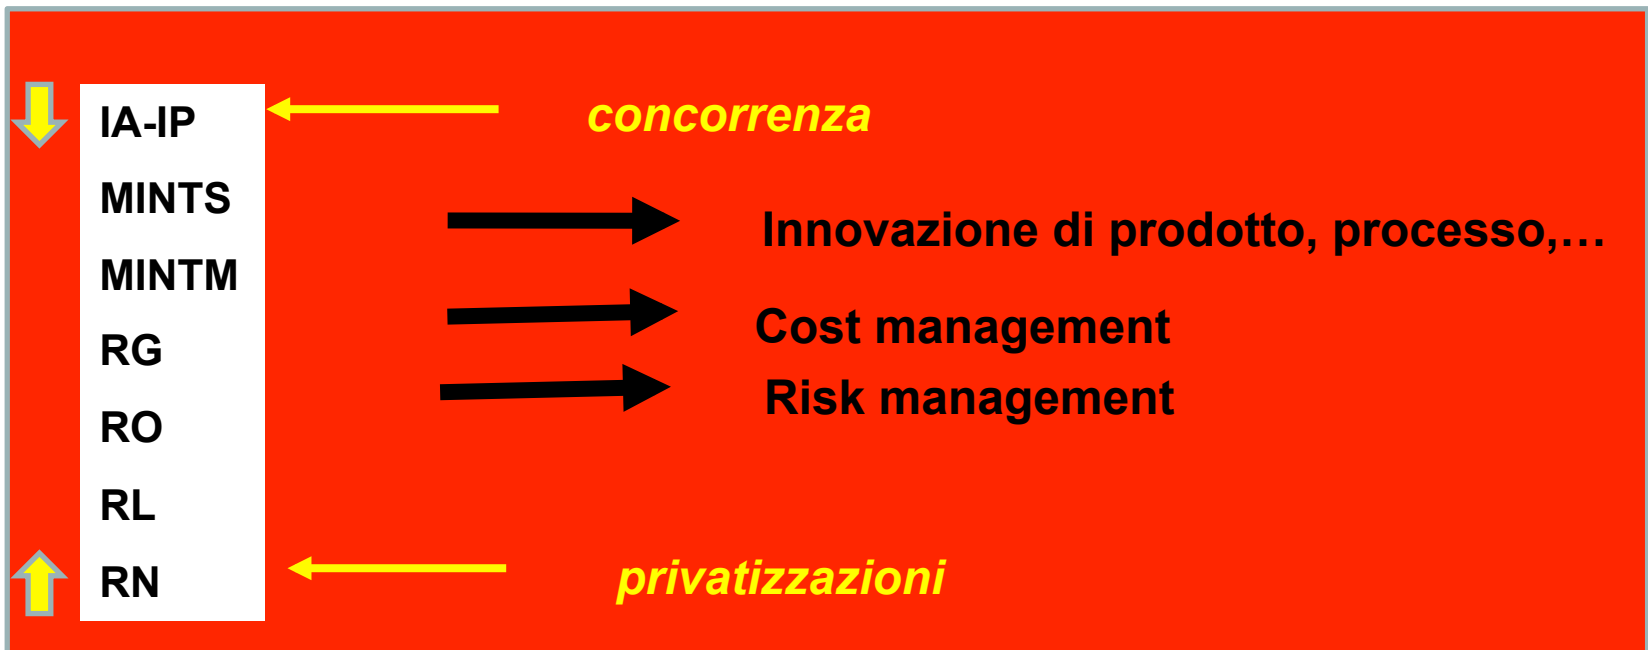 IA-IP
concorrenza
MINTS
Innovazione di prodotto, processo,…
MINTM
RG
Cost management
RO
Risk management
RL
RN
privatizzazioni